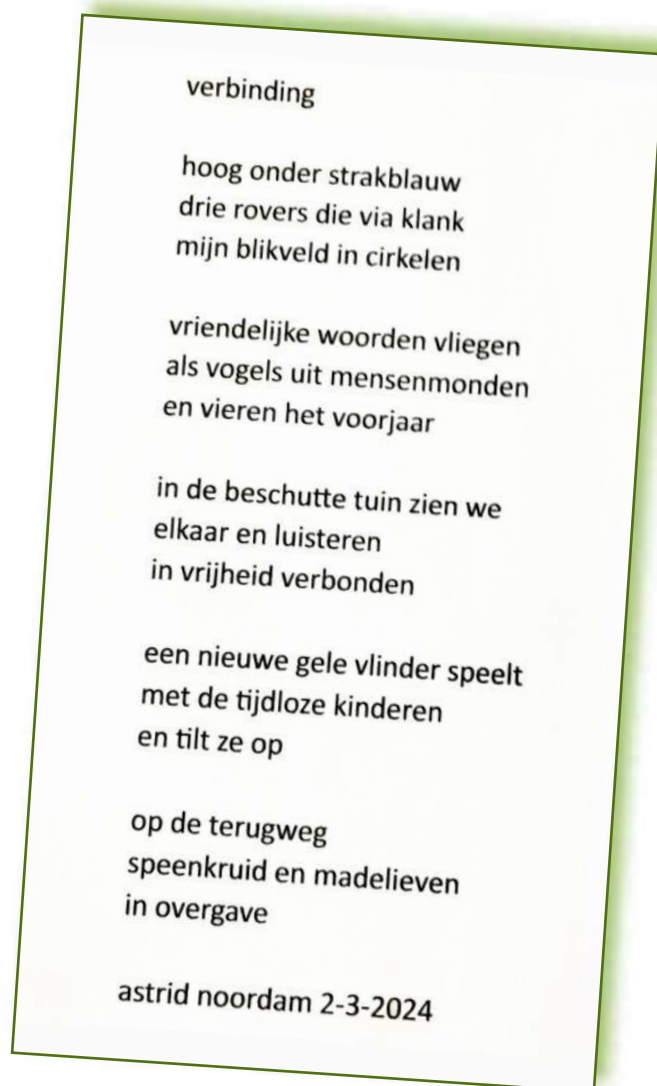 verbinding
hoog onder strakblauw
drie rovers die via klank
mijn blikveld in cirkelen
vriendelijke woorden vliegen
als vogels uit mensenmonden
en vieren het voorjaar
in de beschutte tuin zien we
elkaar en luisteren
in vrijheid verbonden
een nieuwe gele vlinder speelt
met de tijdloze kinderen
en tilt ze op
op de terugweg
speenkruid en madelieven
in overgave
astrid noordam 2-3-2024